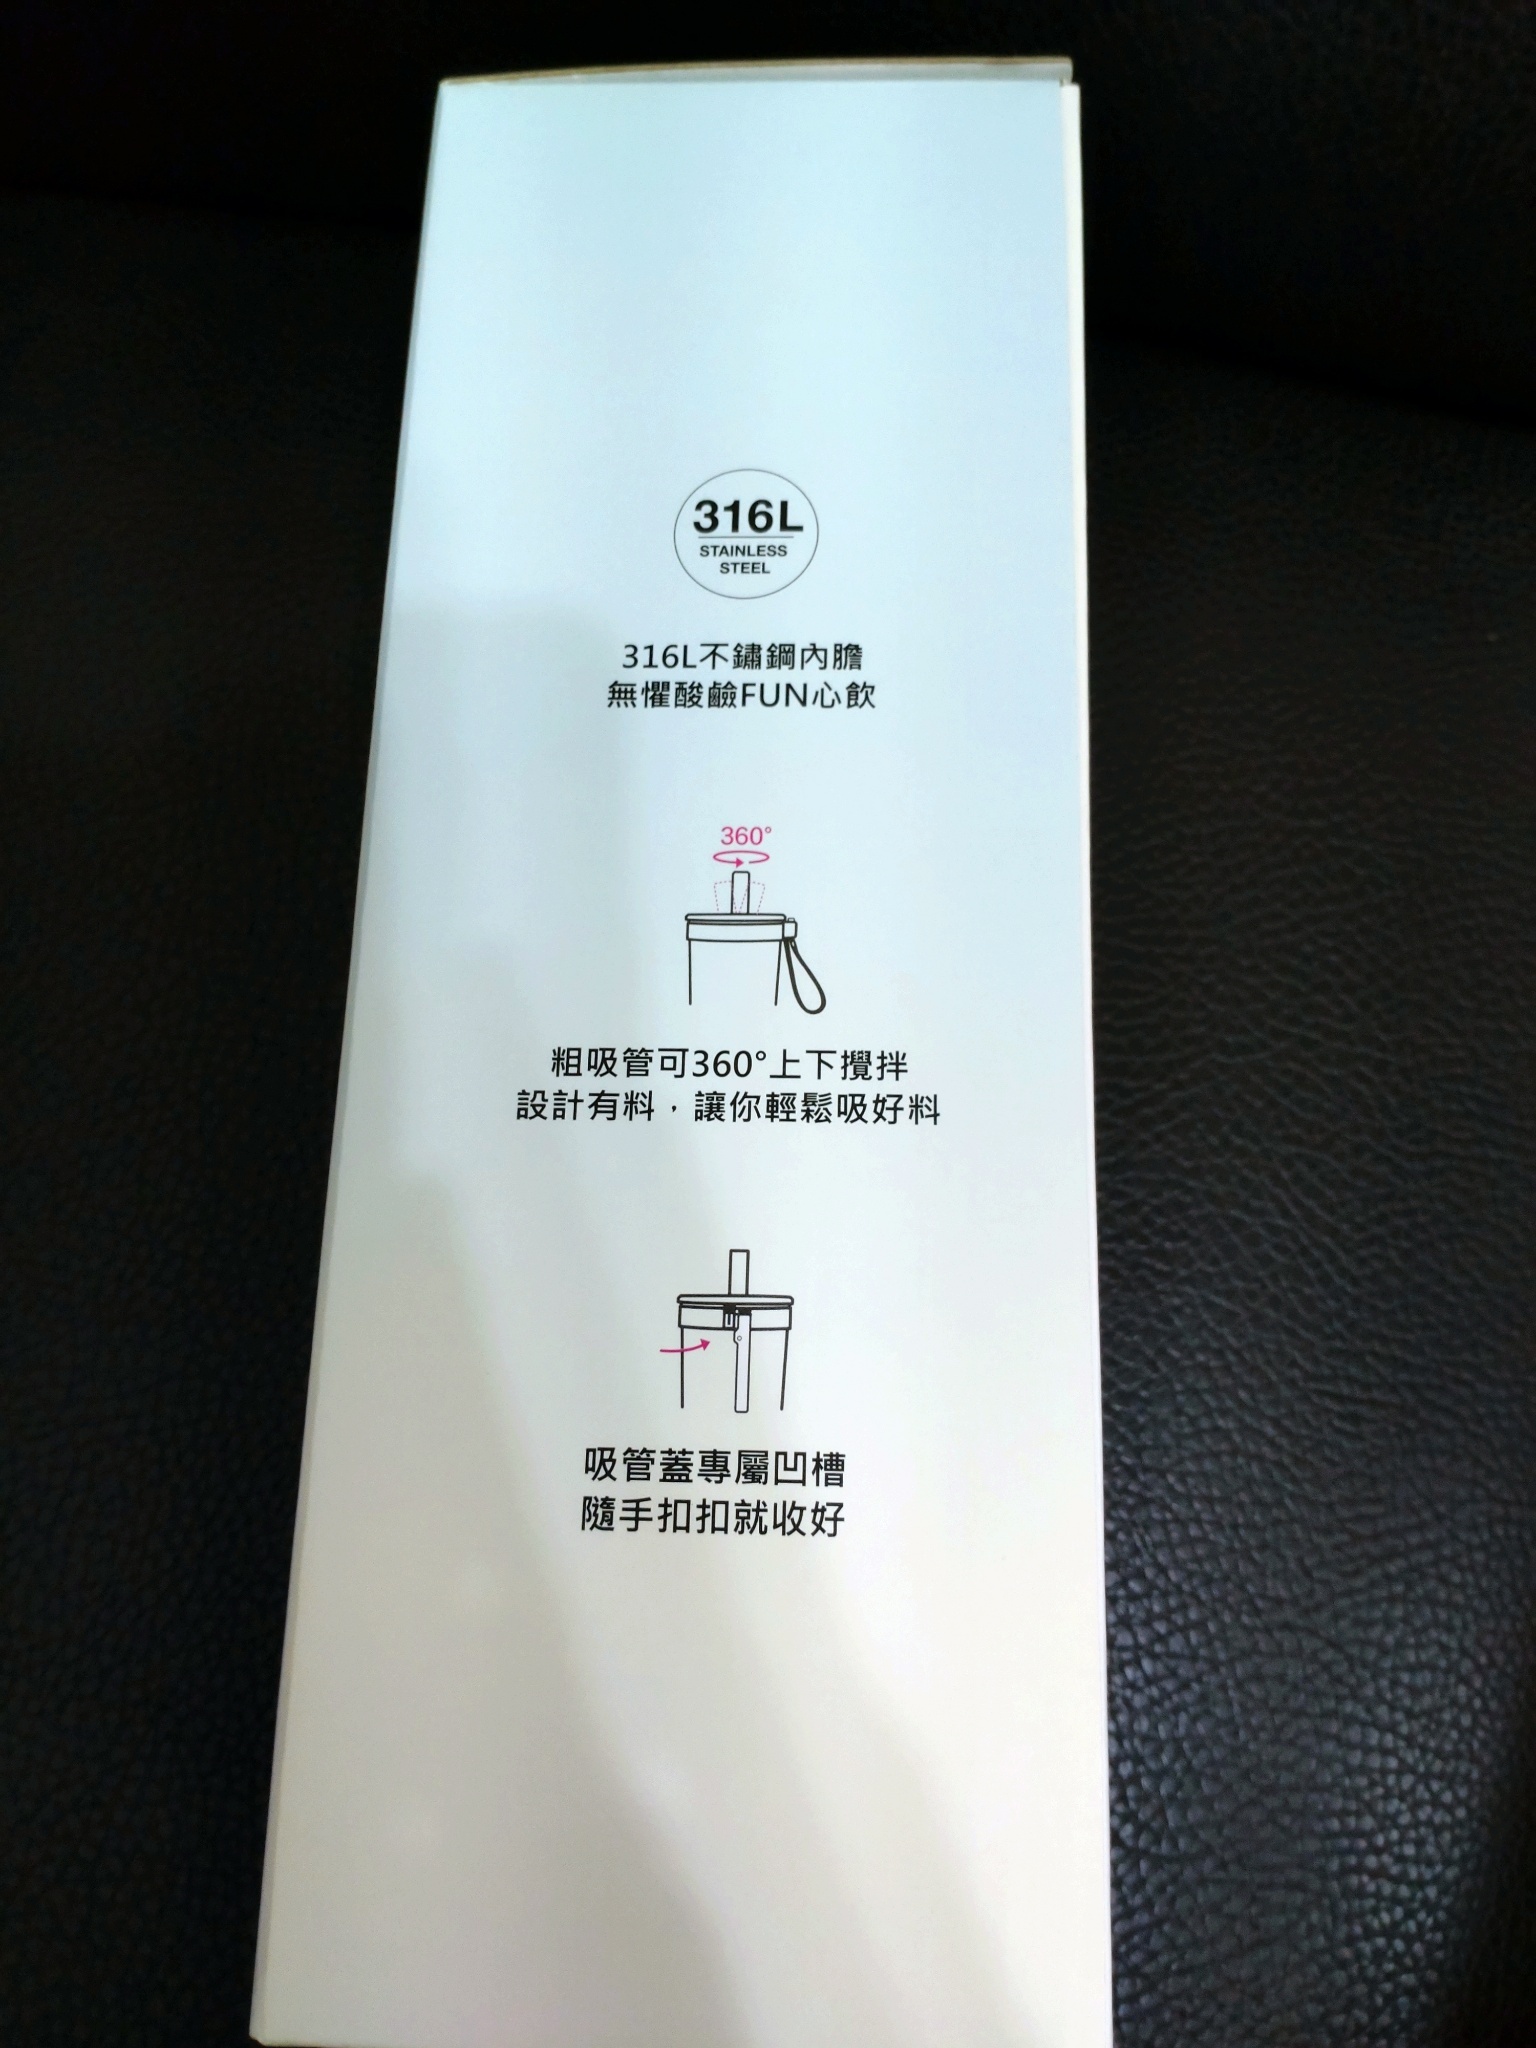 316L
STAINLESS
STEEL
316L不鏽鋼內膽
無懼酸鹼FUN心飲
360°
粗吸管可360°上下攪拌
設計有料，讓你輕鬆吸好料
吸管蓋專屬凹槽
隨手扣扣就收好